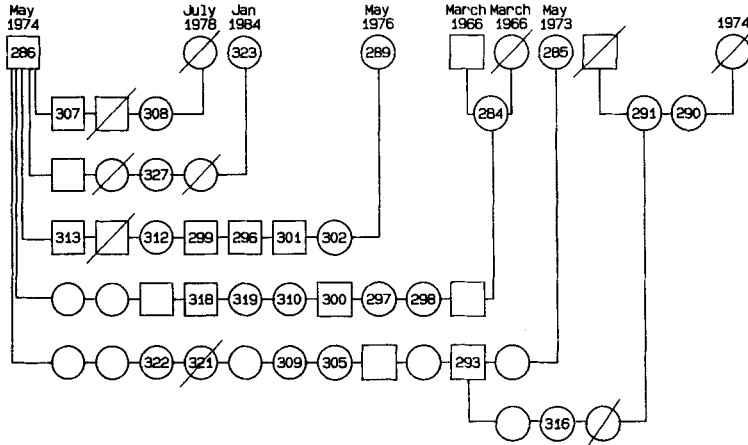 May July Jan May March March May
1974 1978 1984 1976 1966 1966 1973 1974
286 323 289 285
307 308 284 291 290
327
313 312 299 296 301 302
318 319 310 300 297 298
322 321 309 305 293
316